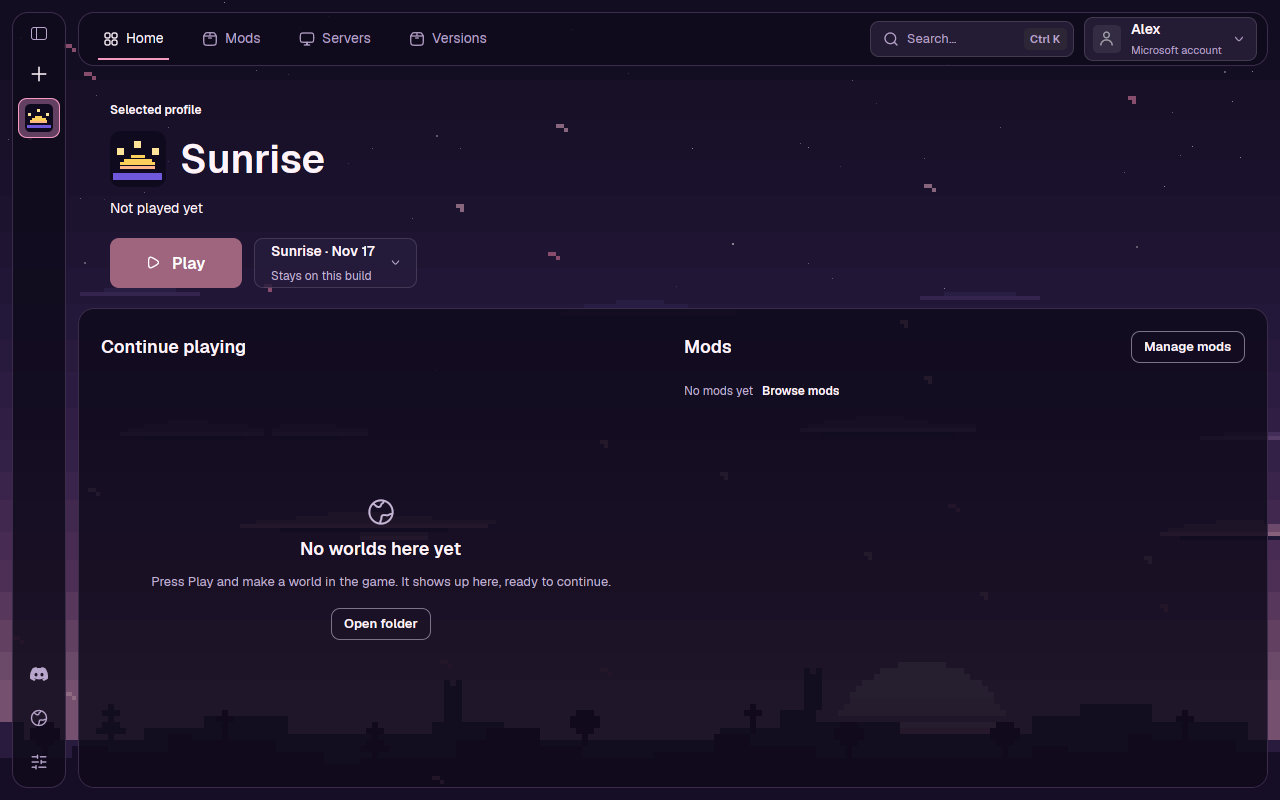 Home
Mods
Servers
Versions
Search...
Ctrl K
Alex
Microsoft account
Selected profile
Sunrise
Not played yet
Play
Sunrise · Nov 17
Stays on this build
Continue playing
Mods
Manage mods
No mods yet Browse mods
No worlds here yet
Press Play and make a world in the game. It shows up here, ready to continue.
Open folder